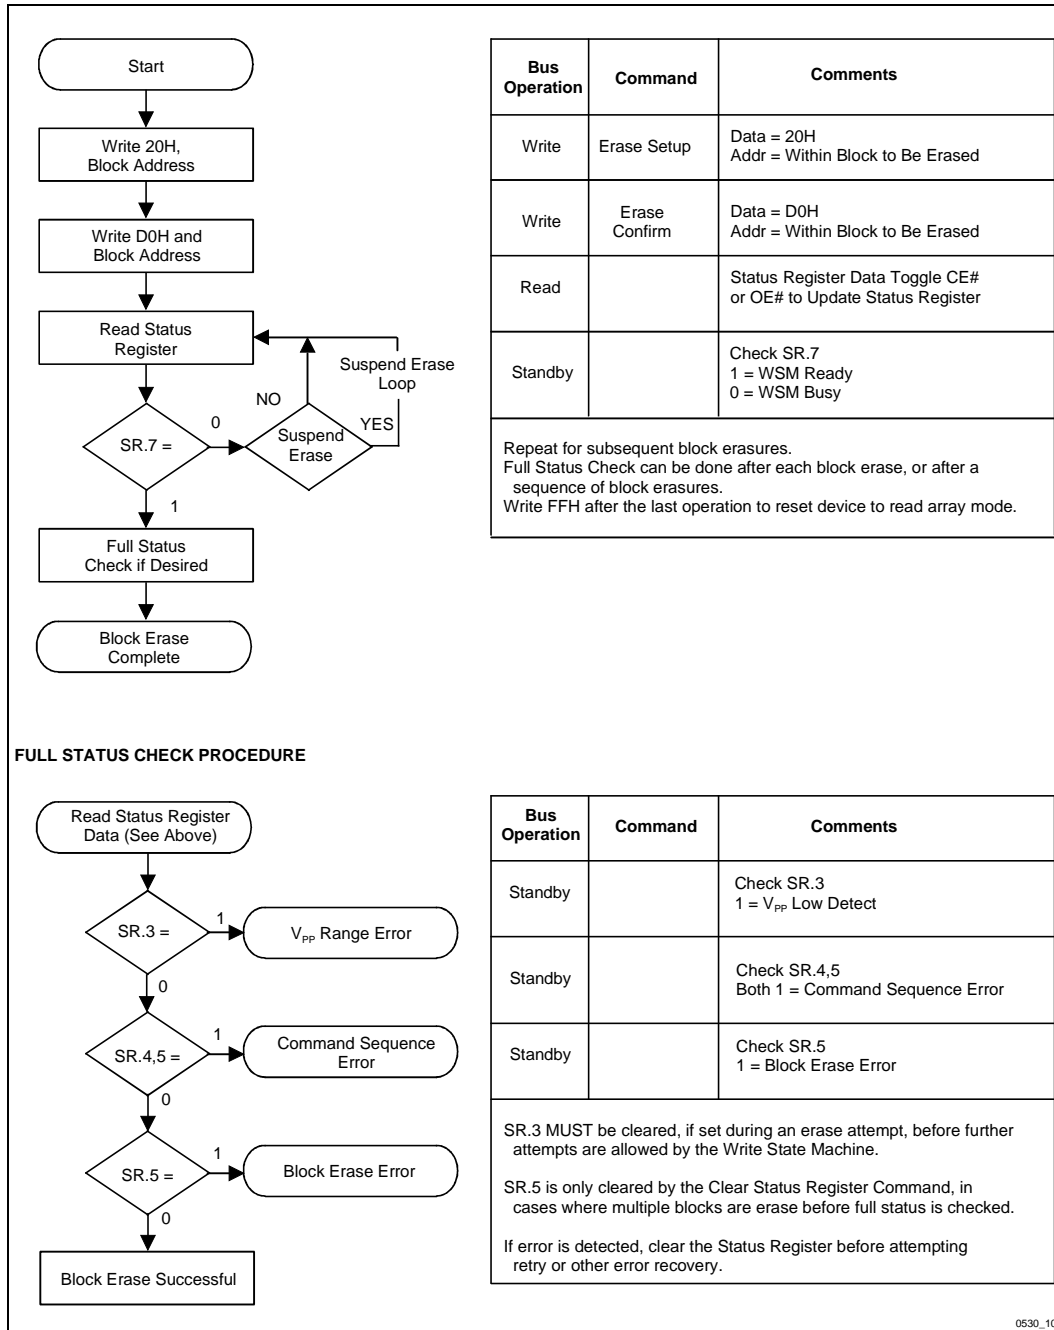 Start
Write 20H,
Block Address
Write D0H and
Block Address
Read Status
Register
Suspend Erase
Loop
NO
YES
0
SR.7 =
Suspend
Erase
1
Full Status
Check if Desired
Block Erase
Complete
Bus
Operation
Command
Comments
Write
Erase Setup
Data = 20H
Addr = Within Block to Be Erased
Write
Erase
Confirm
Data = D0H
Addr = Within Block to Be Erased
Read
Status Register Data Toggle CE#
or OE# to Update Status Register
Standby
Check SR.7
1 = WSM Ready
0 = WSM Busy
Repeat for subsequent block erasures.
Full Status Check can be done after each block erase, or after a
sequence of block erasures.
Write FFH after the last operation to reset device to read array mode.
FULL STATUS CHECK PROCEDURE
Read Status Register
Data (See Above)
SR.3 =
1
VPP Range Error
0
SR.4,5 =
1
Command Sequence
Error
0
SR.5 =
1
Block Erase Error
0
Block Erase Successful
Bus
Operation
Command
Comments
Standby
Check SR.3
1 = VPP Low Detect
Standby
Check SR.4,5
Both 1 = Command Sequence Error
Standby
Check SR.5
1 = Block Erase Error
SR.3 MUST be cleared, if set during an erase attempt, before further
attempts are allowed by the Write State Machine.
SR.5 is only cleared by the Clear Status Register Command, in
cases where multiple blocks are erase before full status is checked.
If error is detected, clear the Status Register before attempting
retry or other error recovery.
0530_10